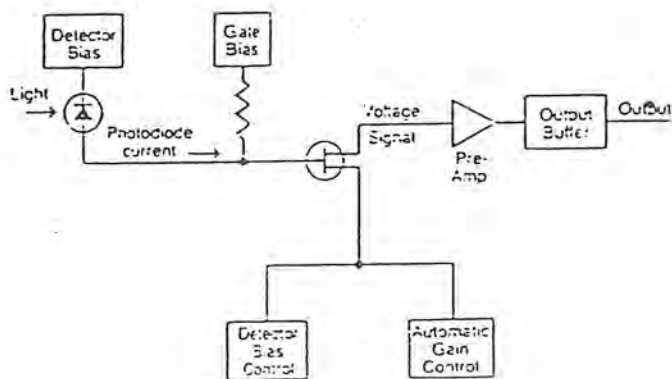 Detector
Bias
Gate
Bias
Light
Photodiode
current
Voltage
Signal
Pre-
Amp
Output
Buffer
Output
Detector
Bias
Control
Automatic
Gain
Control